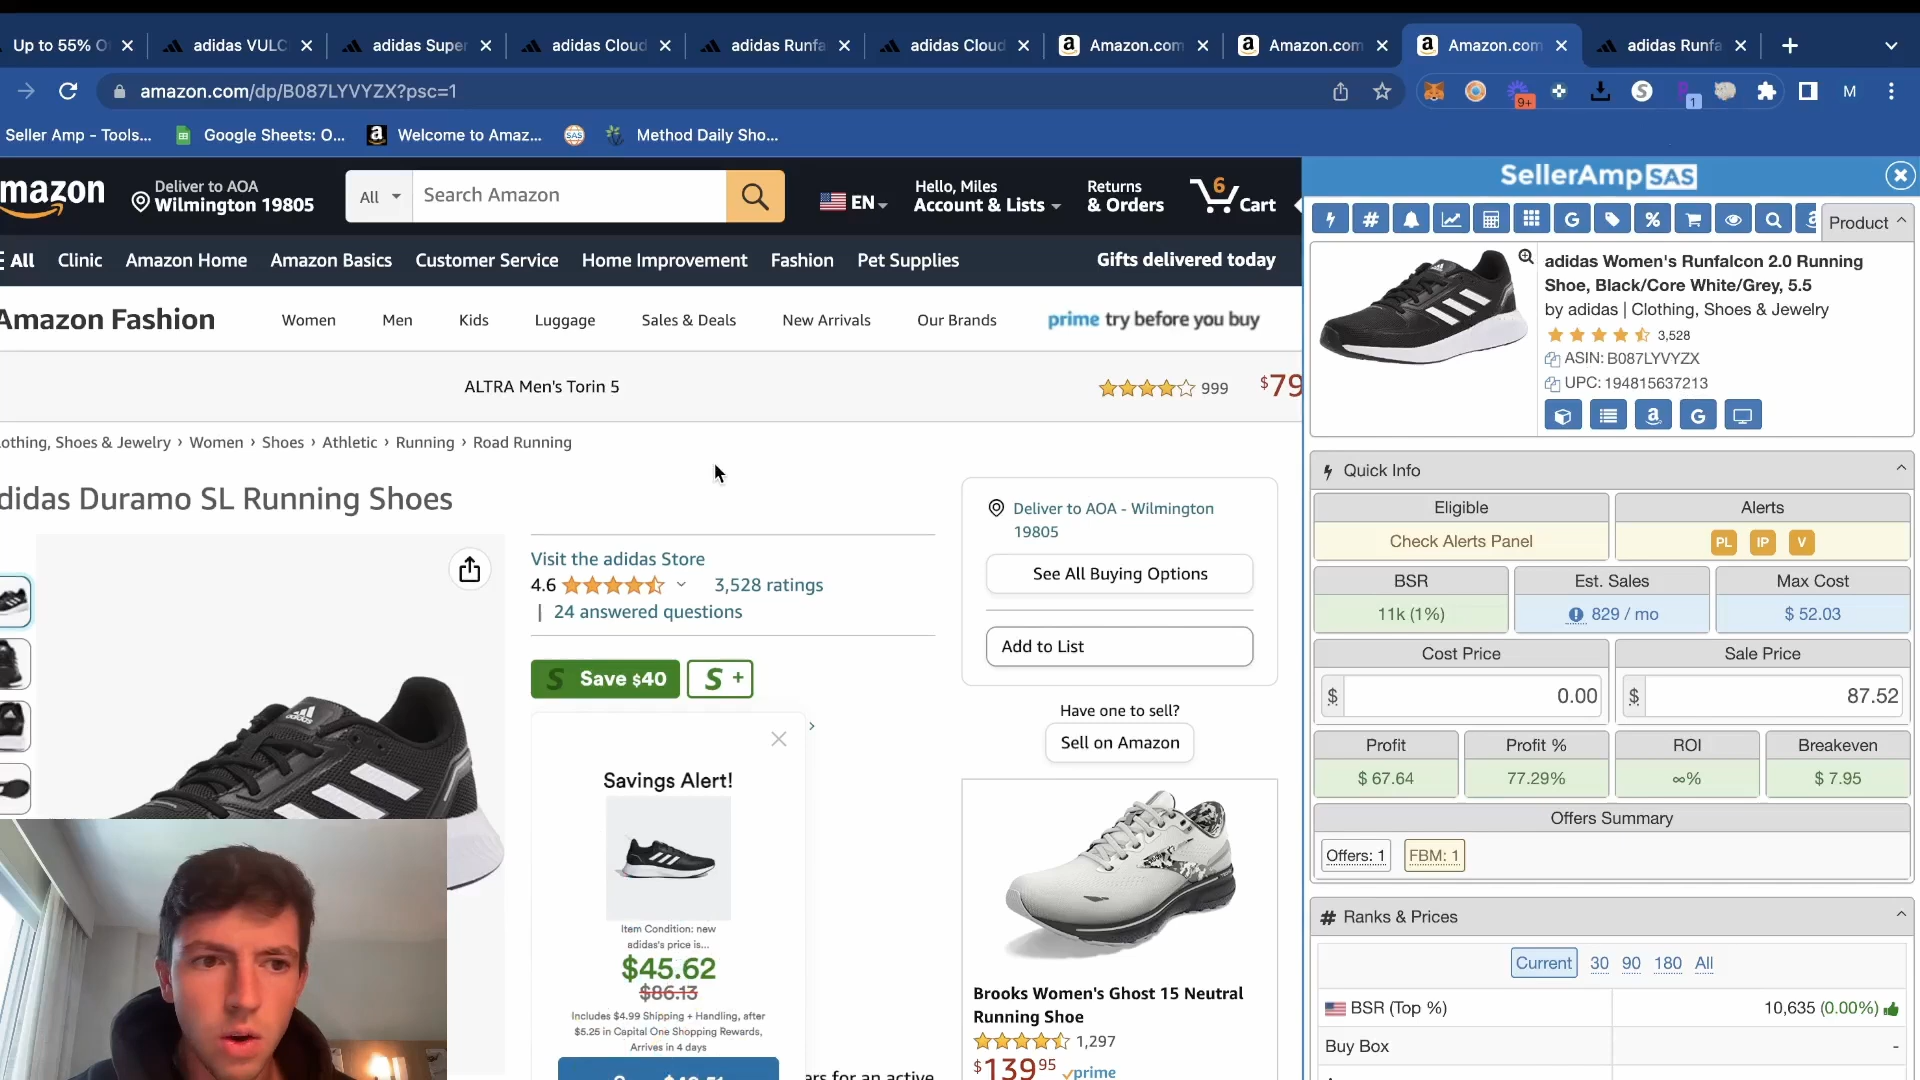 Up to 55% O
adidas VULC
adidas Super
adidas Cloud
adidas Runfa
adidas Cloud
Amazon.com
Amazon.com
Amazon.com
adidas Runfa
amazon.com/dp/B087LYVYZX?psc=1
9+
1
M
Seller Amp - Tools...
Google Sheets: O...
Welcome to Amaz...
SAS
Method Daily Sho...
mazon
Deliver to AOA
Wilmington 19805
All
Search Amazon
EN
Hello, Miles
Account & Lists
Returns
& Orders
6
Cart
All
Clinic
Amazon Home
Amazon Basics
Customer Service
Home Improvement
Fashion
Pet Supplies
Gifts delivered today
Amazon Fashion
Women
Men
Kids
Luggage
Sales & Deals
New Arrivals
Our Brands
prime try before you buy
ALTRA Men's Torin 5
999
$79
lothing, Shoes & Jewelry › Women › Shoes › Athletic › Running › Road Running
didas Duramo SL Running Shoes
Visit the adidas Store
4.6
3,528 ratings
| 24 answered questions
Save $40
S +
Savings Alert!
Item Condition: new
adidas's price is...
$45.62
$86.13
Includes $4.99 Shipping + Handling, after
$5.25 in Capital One Shopping Rewards,
Arrives in 4 days
ers for an active
Deliver to AOA - Wilmington
19805
See All Buying Options
Add to List
Have one to sell?
Sell on Amazon
Brooks Women's Ghost 15 Neutral
Running Shoe
1,297
$139 95
prime
SellerAmp SAS
Product
adidas Women's Runfalcon 2.0 Running
Shoe, Black/Core White/Grey, 5.5
by adidas | Clothing, Shoes & Jewelry
3,528
ASIN: B087LYVYZX
UPC: 194815637213
Quick Info
Eligible
Alerts
Check Alerts Panel
PL
IP
V
BSR
Est. Sales
Max Cost
11k (1%)
829 / mo
$ 52.03
Cost Price
Sale Price
$ 0.00
$ 87.52
Profit
Profit %
ROI
Breakeven
$ 67.64
77.29%
∞%
$ 7.95
Offers Summary
Offers: 1
FBM: 1
# Ranks & Prices
Current
30
90
180
All
BSR (Top %)
10,635 (0.00%)
Buy Box
-